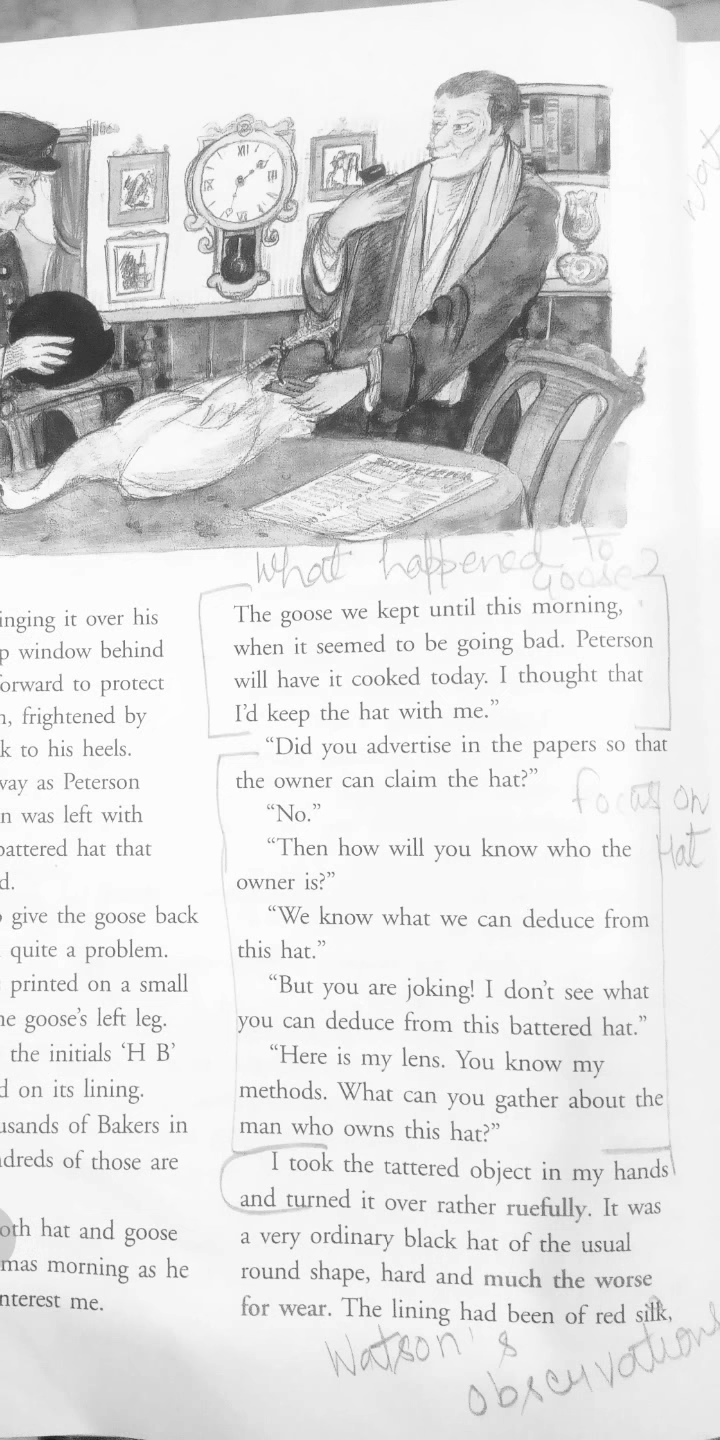 inging it over his
p window behind
orward to protect
n, frightened by
k to his heels.
way as Peterson
n was left with
battered hat that
d.
o give the goose back
quite a problem.
printed on a small
he goose's left leg.
the initials 'H B'
d on its lining.
usands of Bakers in
ndreds of those are
oth hat and goose
mas morning as he
nterest me.
What happened to
goose?
The goose we kept until this morning,
when it seemed to be going bad. Peterson
will have it cooked today. I thought that
I'd keep the hat with me."
"Did you advertise in the papers so that
the owner can claim the hat?"
Focus on
Hat
"No."
"Then how will you know who the
owner is?"
"We know what we can deduce from
this hat."
"But you are joking! I don't see what
you can deduce from this battered hat."
"Here is my lens. You know my
methods. What can you gather about the
man who owns this hat?"
I took the tattered object in my hands
and turned it over rather ruefully. It was
a very ordinary black hat of the usual
round shape, hard and much the worse
for wear. The lining had been of red silk,
Watson's
observations